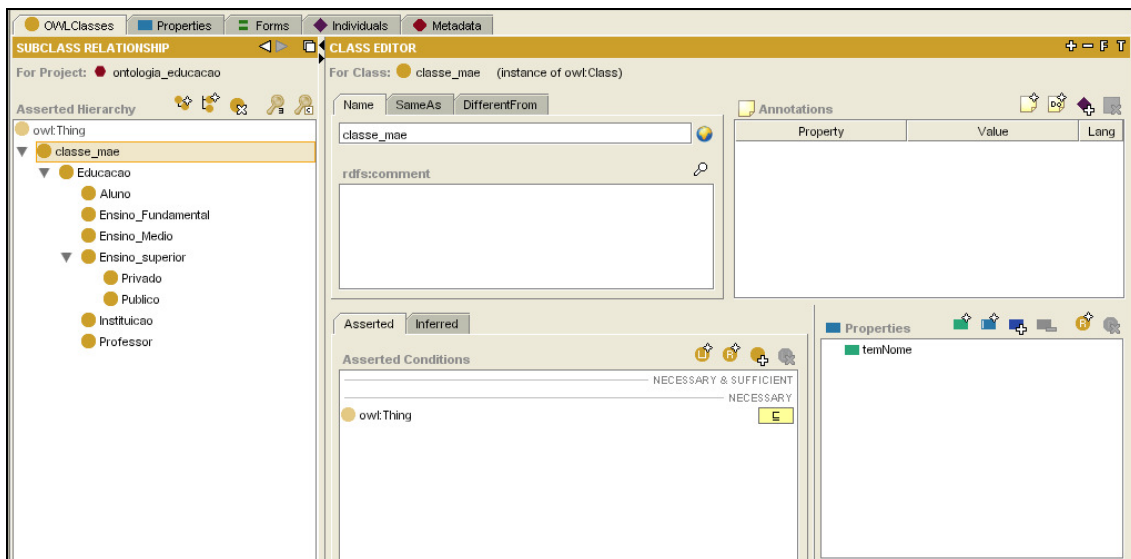 OWLClasses Properties Forms Individuals Metadata
SUBCLASS RELATIONSHIP
For Project: ontologia_educacao
Asserted Hierarchy
owl:Thing
classe_mae
Educacao
Aluno
Ensino_Fundamental
Ensino_Medio
Ensino_superior
Privado
Publico
Instituicao
Professor
CLASS EDITOR
F T
For Class: classe_mae (instance of owl:Class)
Name SameAs DifferentFrom
classe_mae
rdfs:comment
Annotations
Property Value Lang
Asserted Inferred
Asserted Conditions
NECESSARY & SUFFICIENT
NECESSARY
owl:Thing
⊑
Properties
temNome